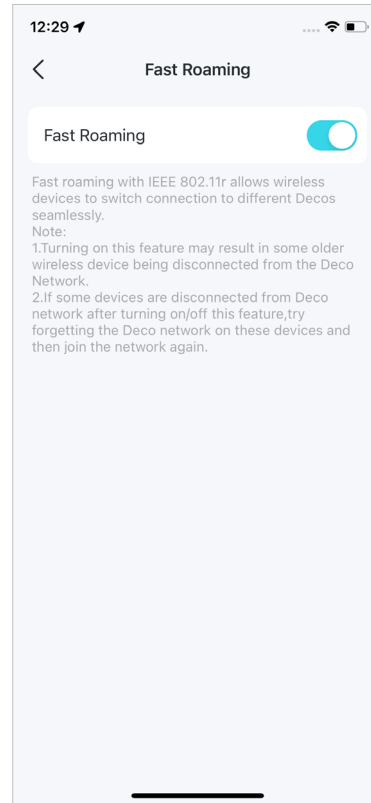 12:29
Fast Roaming
Fast Roaming
Fast roaming with IEEE 802.11r allows wireless
devices to switch connection to different Decos
seamlessly.
Note:
1.Turning on this feature may result in some older
wireless device being disconnected from the Deco
Network.
2.If some devices are disconnected from Deco
network after turning on/off this feature,try
forgetting the Deco network on these devices and
then join the network again.